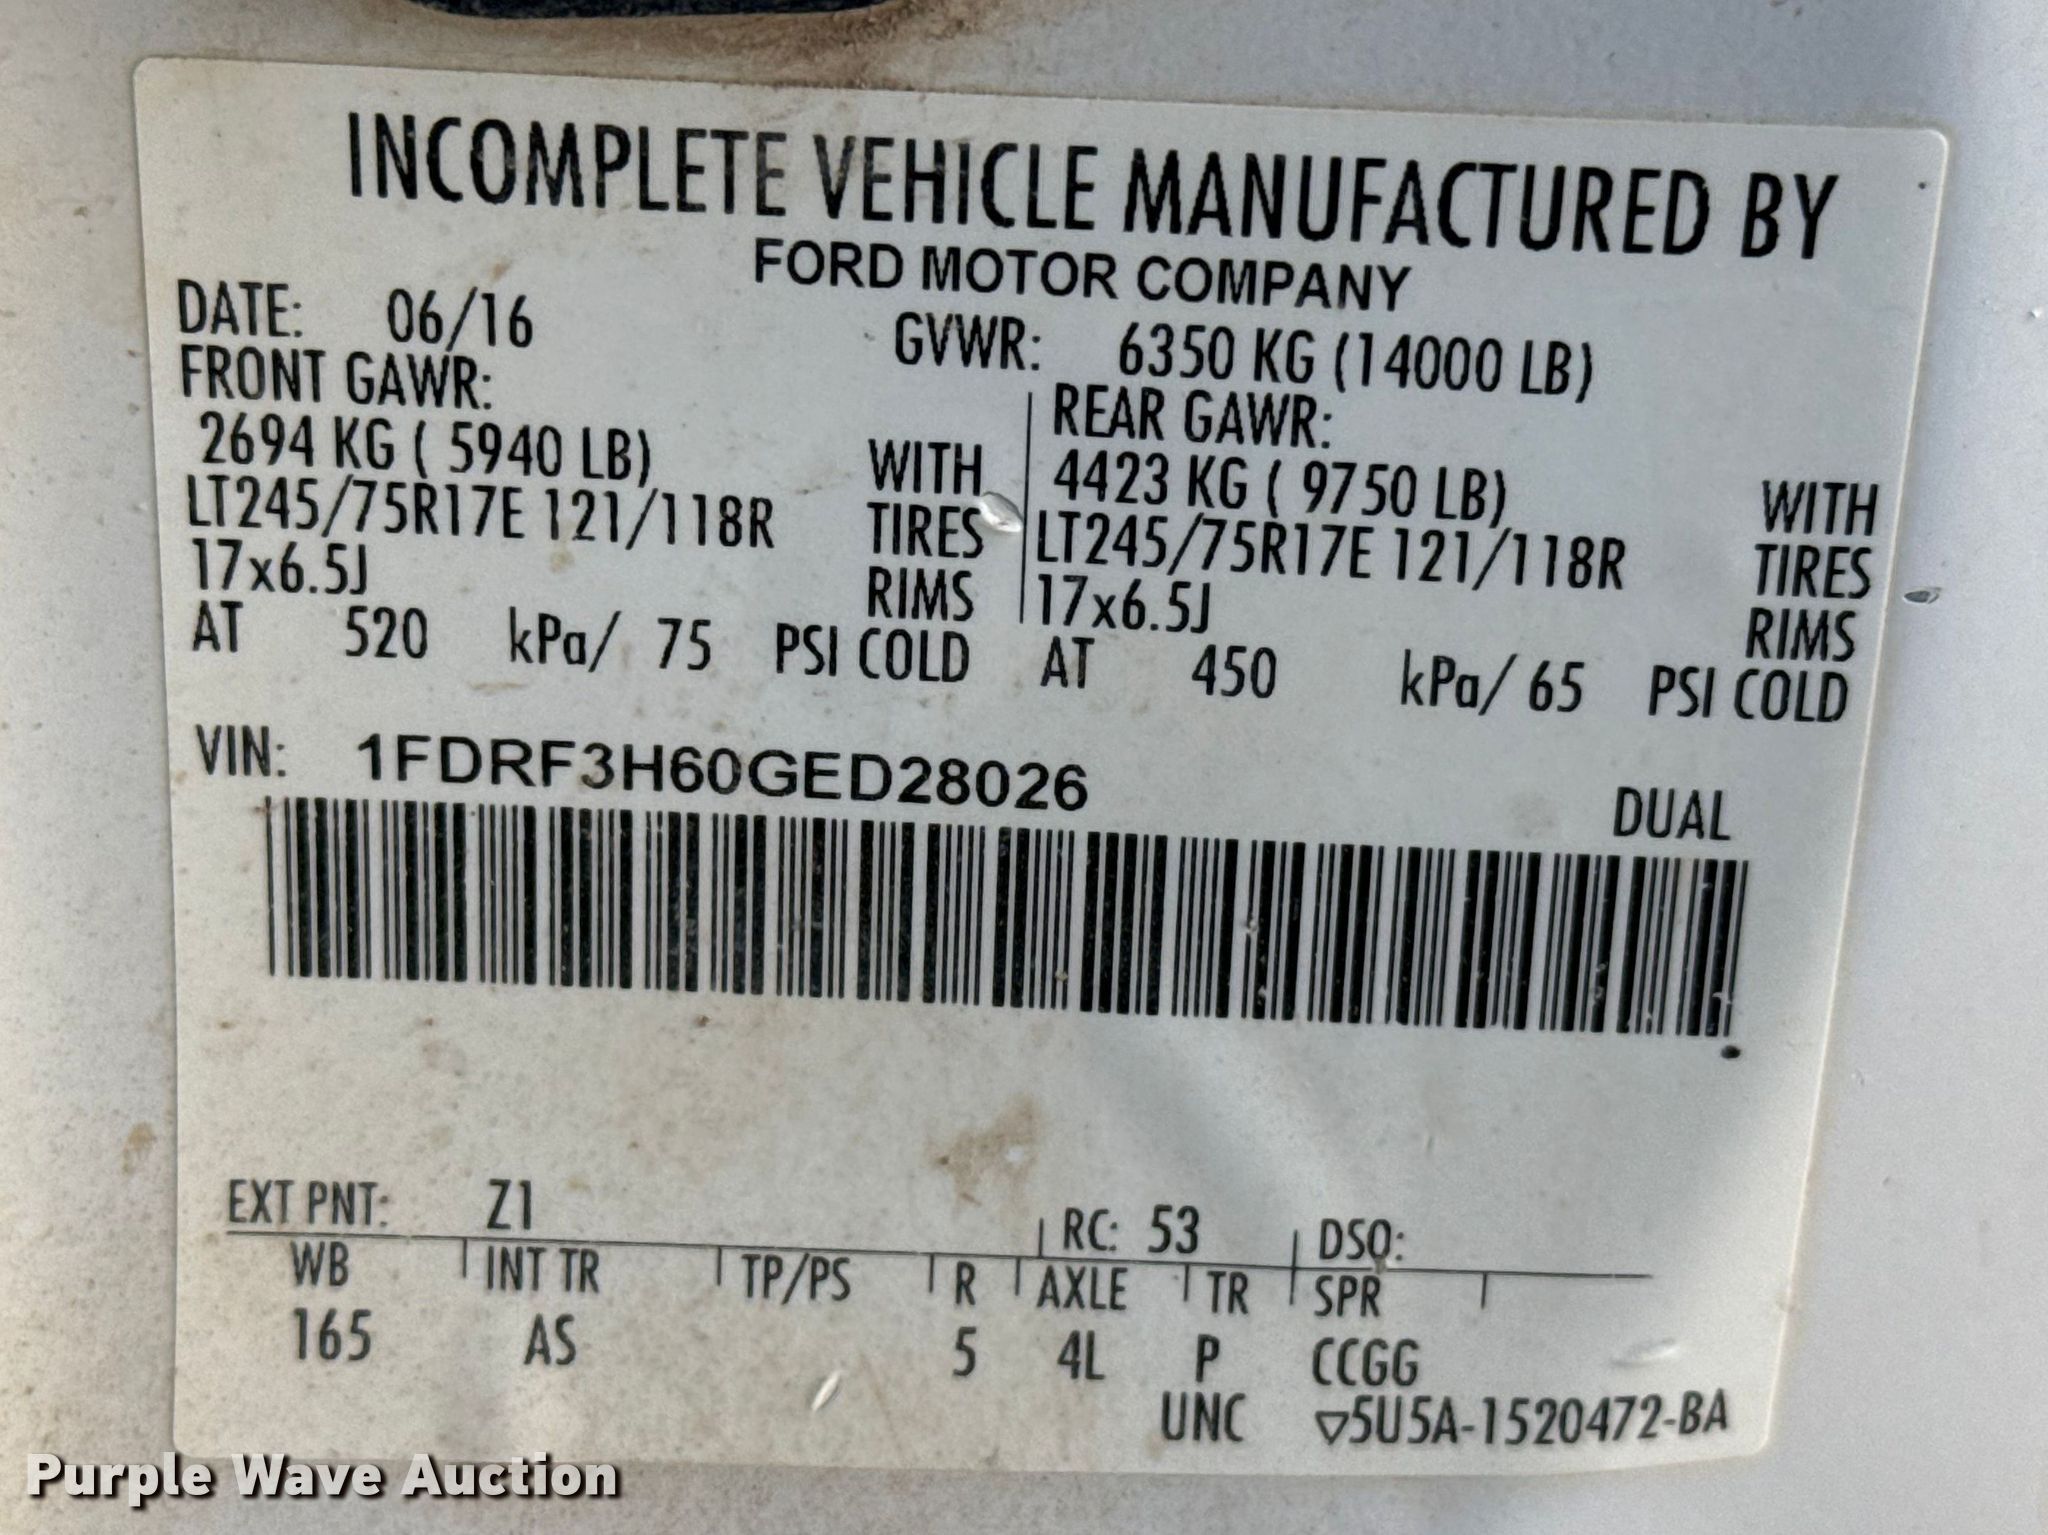 INCOMPLETE VEHICLE MANUFACTURED BY
FORD MOTOR COMPANY
DATE: 06/16 GVWR: 6350 KG (14000 LB)
FRONT GAWR: REAR GAWR:
2694 KG ( 5940 LB) WITH 4423 KG ( 9750 LB) WITH
LT245/75R17E 121/118R TIRES LT245/75R17E 121/118R TIRES
17x6.5J RIMS 17x6.5J RIMS
AT 520 kPa/ 75 PSI COLD AT 450 kPa/ 65 PSI COLD
VIN: 1FDRF3H60GED28026
DUAL
EXT PNT: Z1 RC: 53 DSO:
WB INT TR TP/PS R AXLE TR SPR
165 AS 5 4L P CCGG
UNC ▽5U5A-1520472-BA
Purple Wave Auction